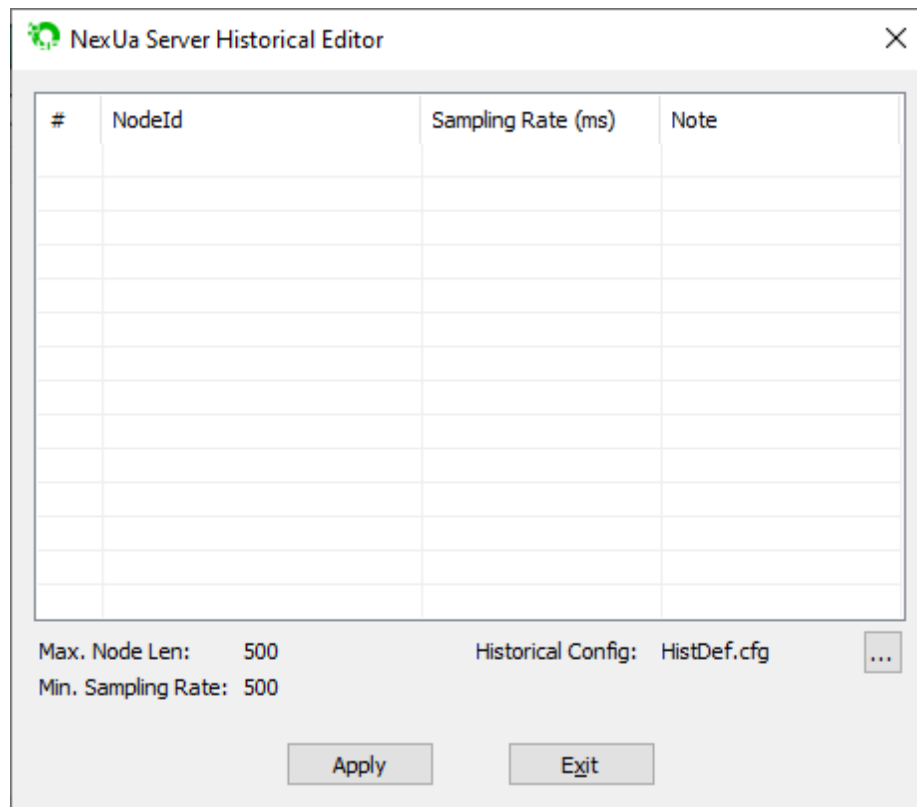 NexUa Server Historical Editor
# NodeId Sampling Rate (ms) Note
Max. Node Len: 500 Historical Config: HistDef.cfg ...
Min. Sampling Rate: 500
Apply Exit